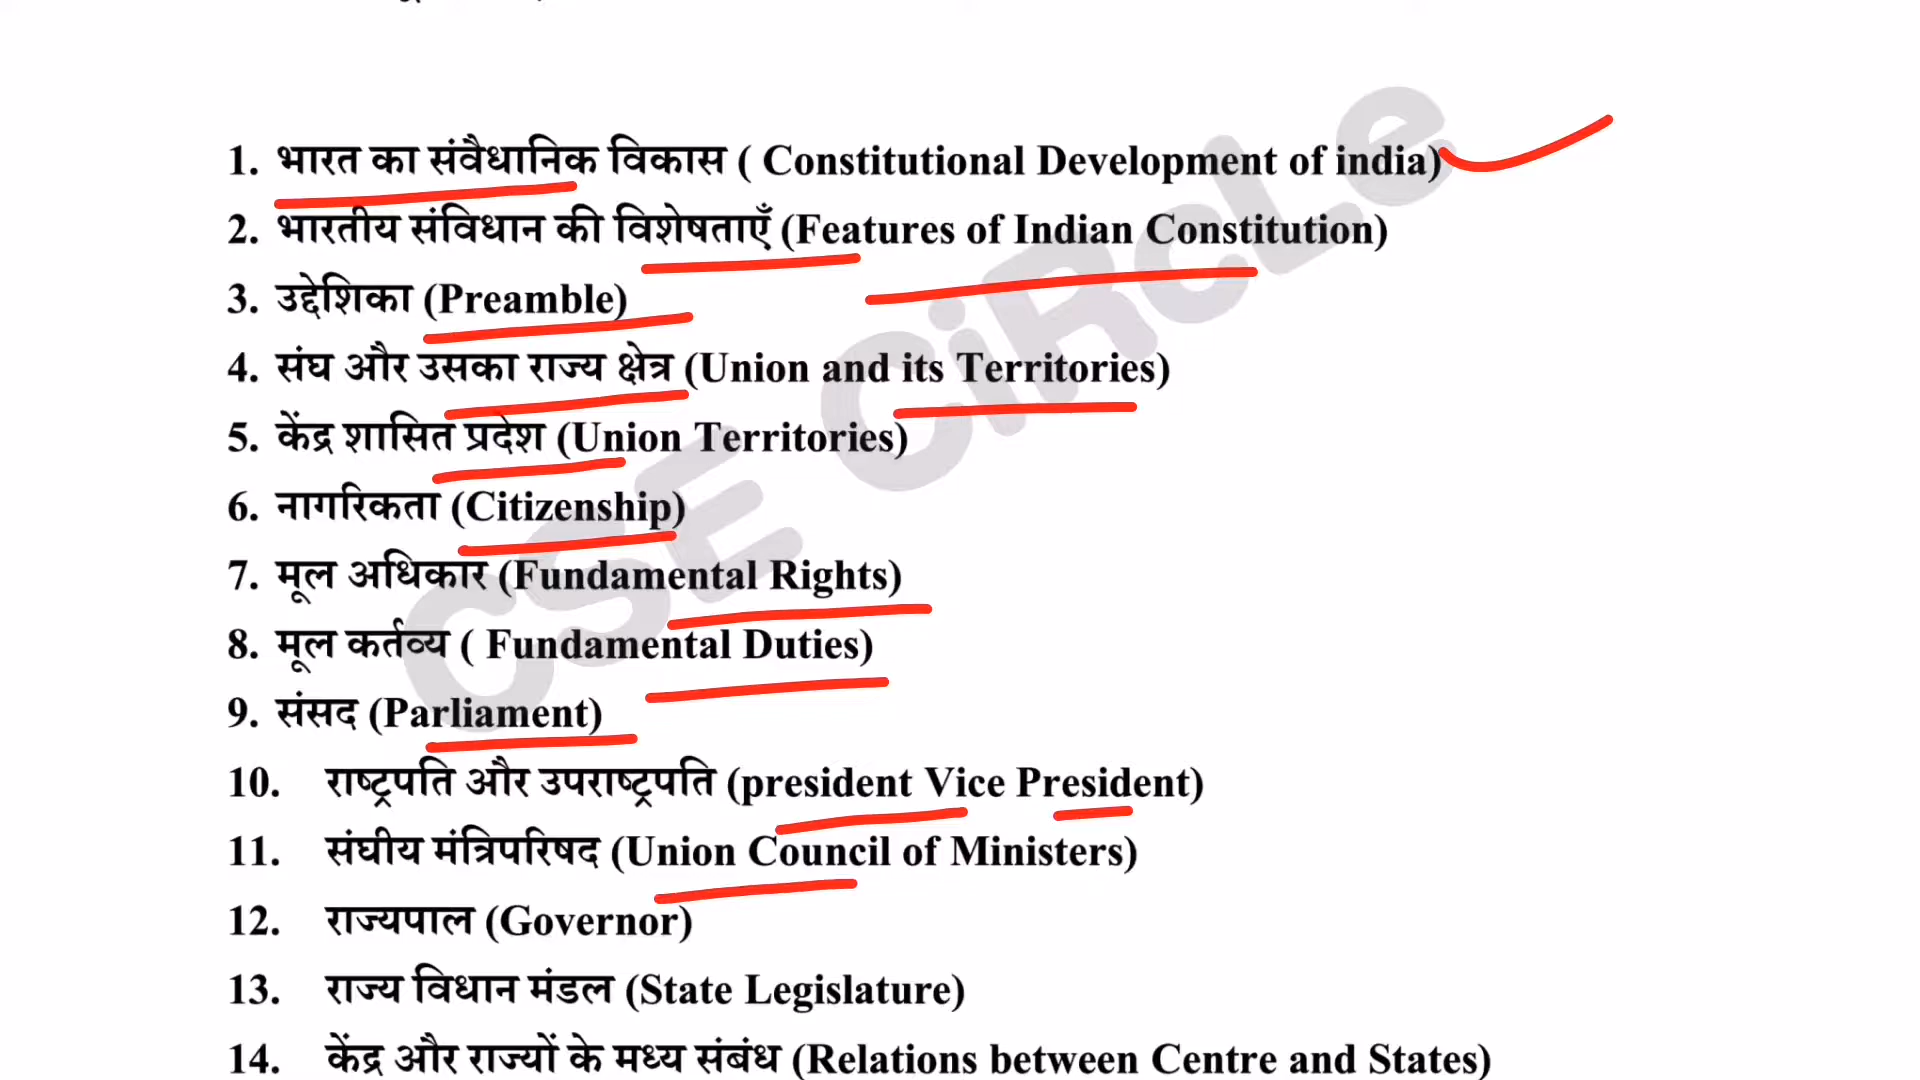 1. भारत का संवैधानिक विकास ( Constitutional Development of india)
2. भारतीय संविधान की विशेषताएँ (Features of Indian Constitution)
3. उद्देशिका (Preamble)
4. संघ और उसका राज्य क्षेत्र (Union and its Territories)
5. केंद्र शासित प्रदेश (Union Territories)
6. नागरिकता (Citizenship)
7. मूल अधिकार (Fundamental Rights)
8. मूल कर्तव्य ( Fundamental Duties)
9. संसद (Parliament)
10. राष्ट्रपति और उपराष्ट्रपति (president Vice President)
11. संघीय मंत्रिपरिषद (Union Council of Ministers)
12. राज्यपाल (Governor)
13. राज्य विधान मंडल (State Legislature)
14. केंद्र और राज्यों के मध्य संबंध (Relations between Centre and States)
CSE CiRcLe